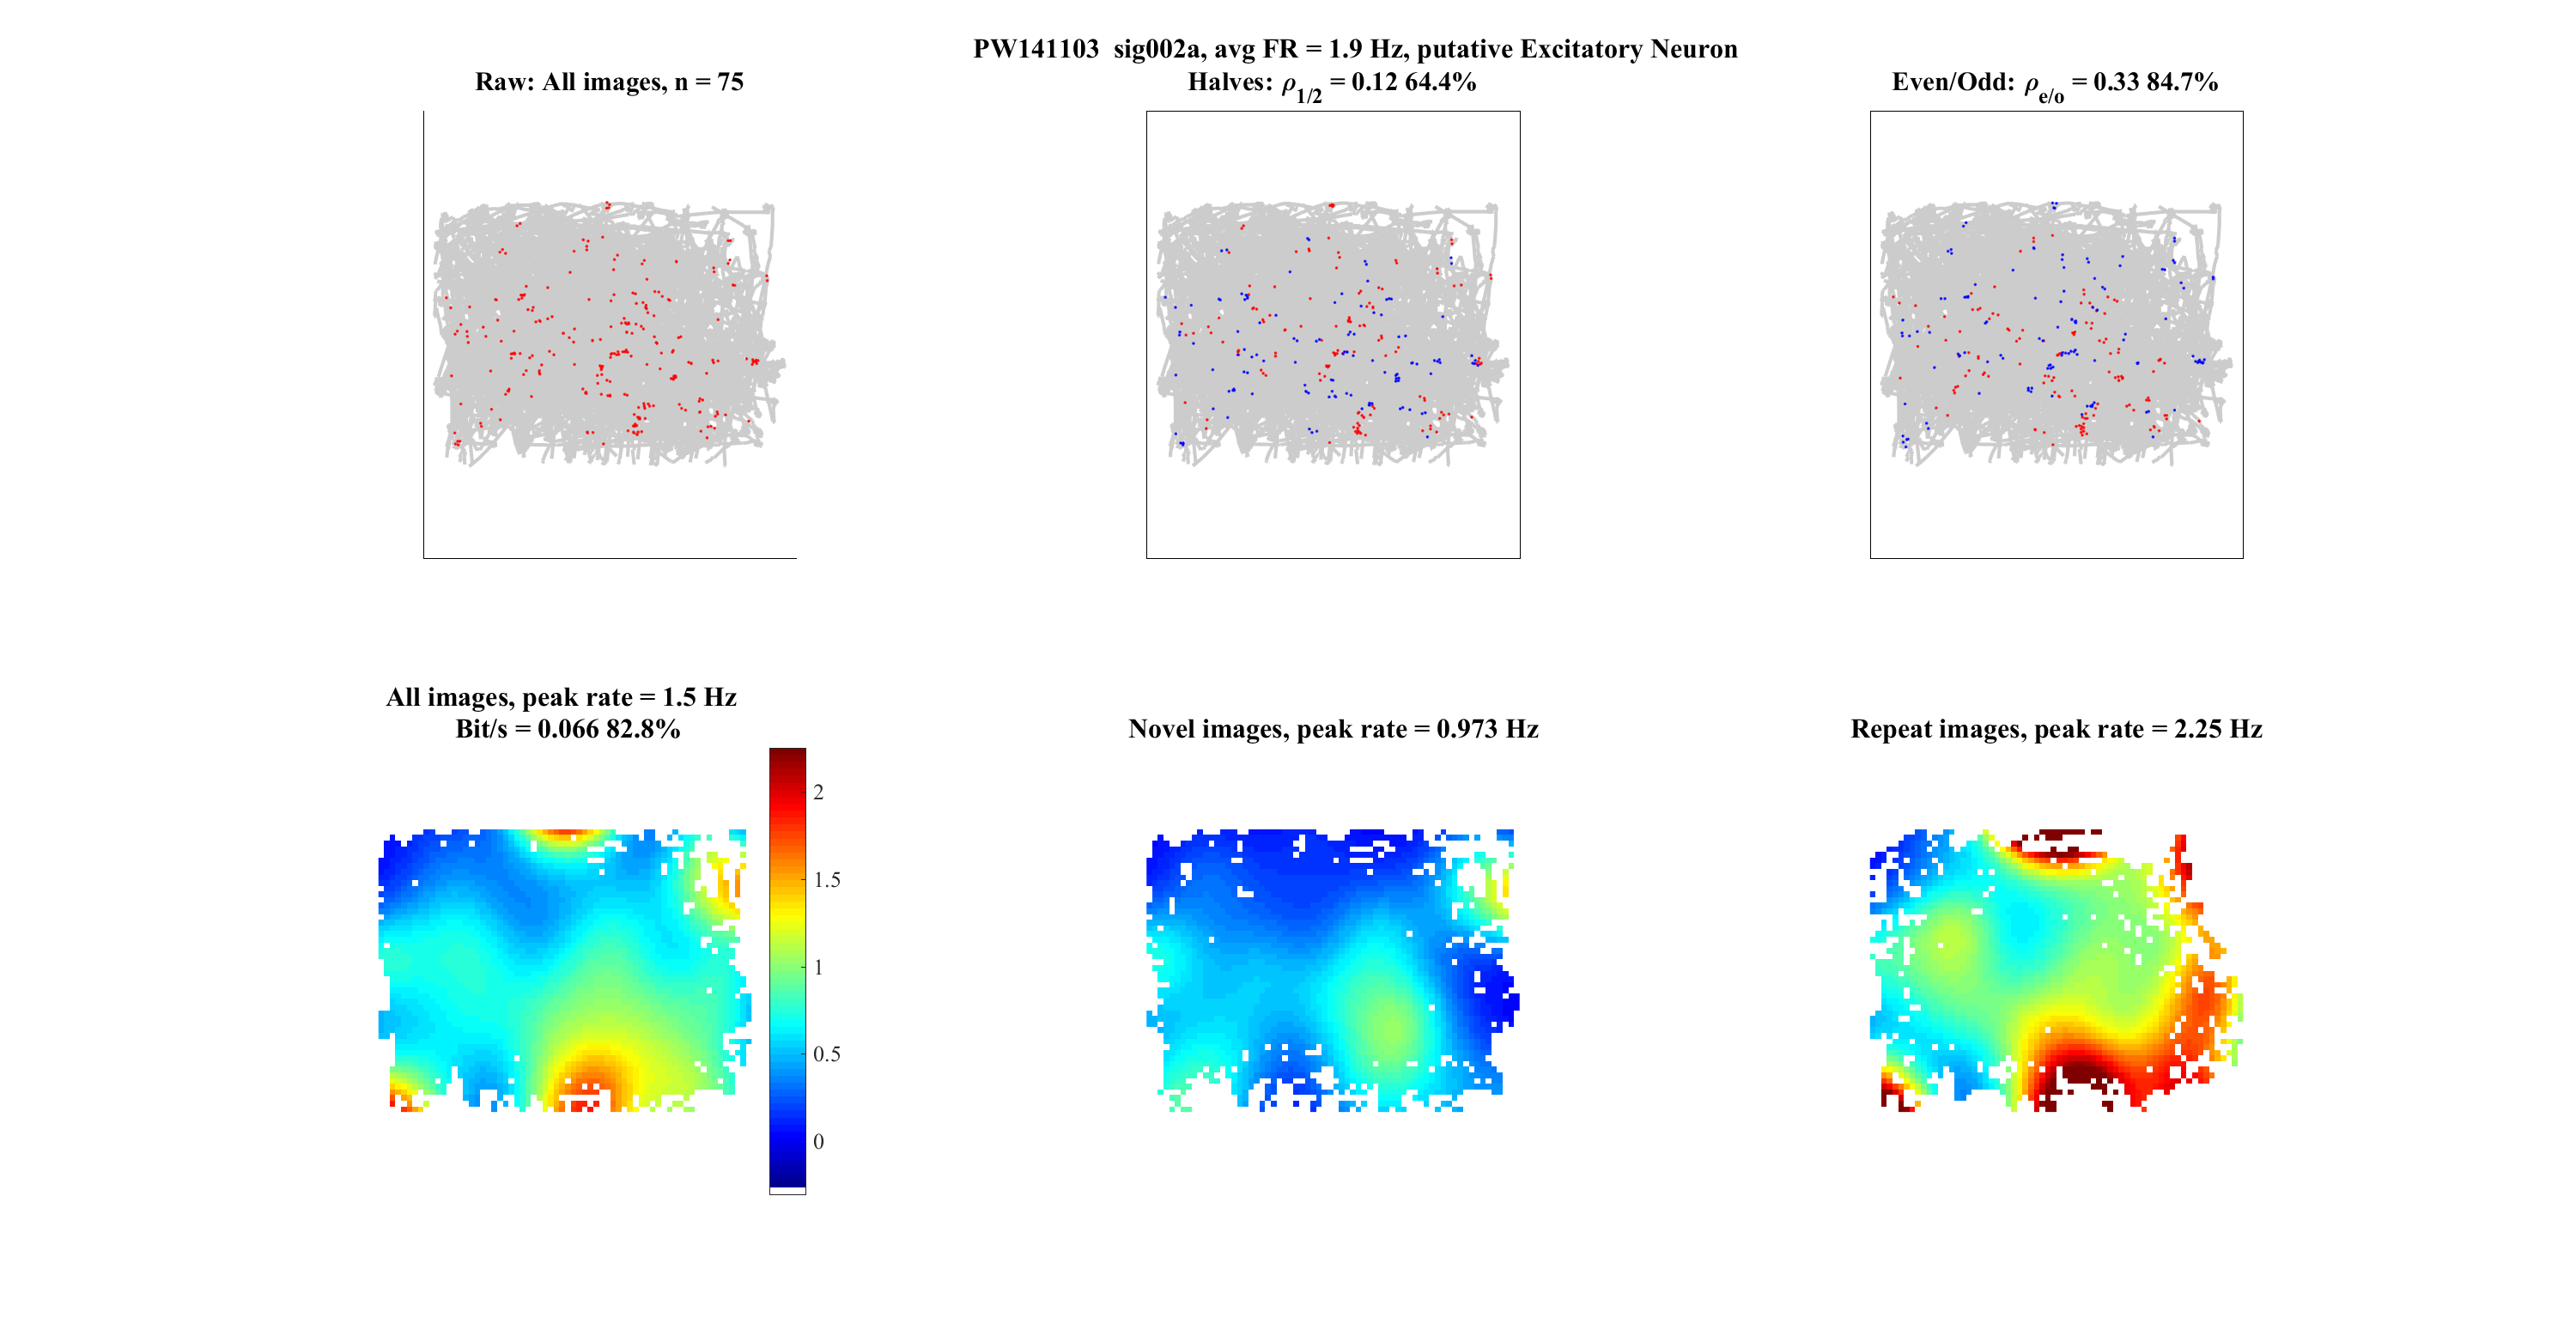 PW141103  sig002a, avg FR = 1.9 Hz, putative Excitatory Neuron
Raw: All images, n = 75
Halves: ρ1/2 = 0.12 64.4%
Even/Odd: ρe/o = 0.33 84.7%
All images, peak rate = 1.5 Hz
Bit/s = 0.066 82.8%
Novel images, peak rate = 0.973 Hz
Repeat images, peak rate = 2.25 Hz
2
1.5
1
0.5
0